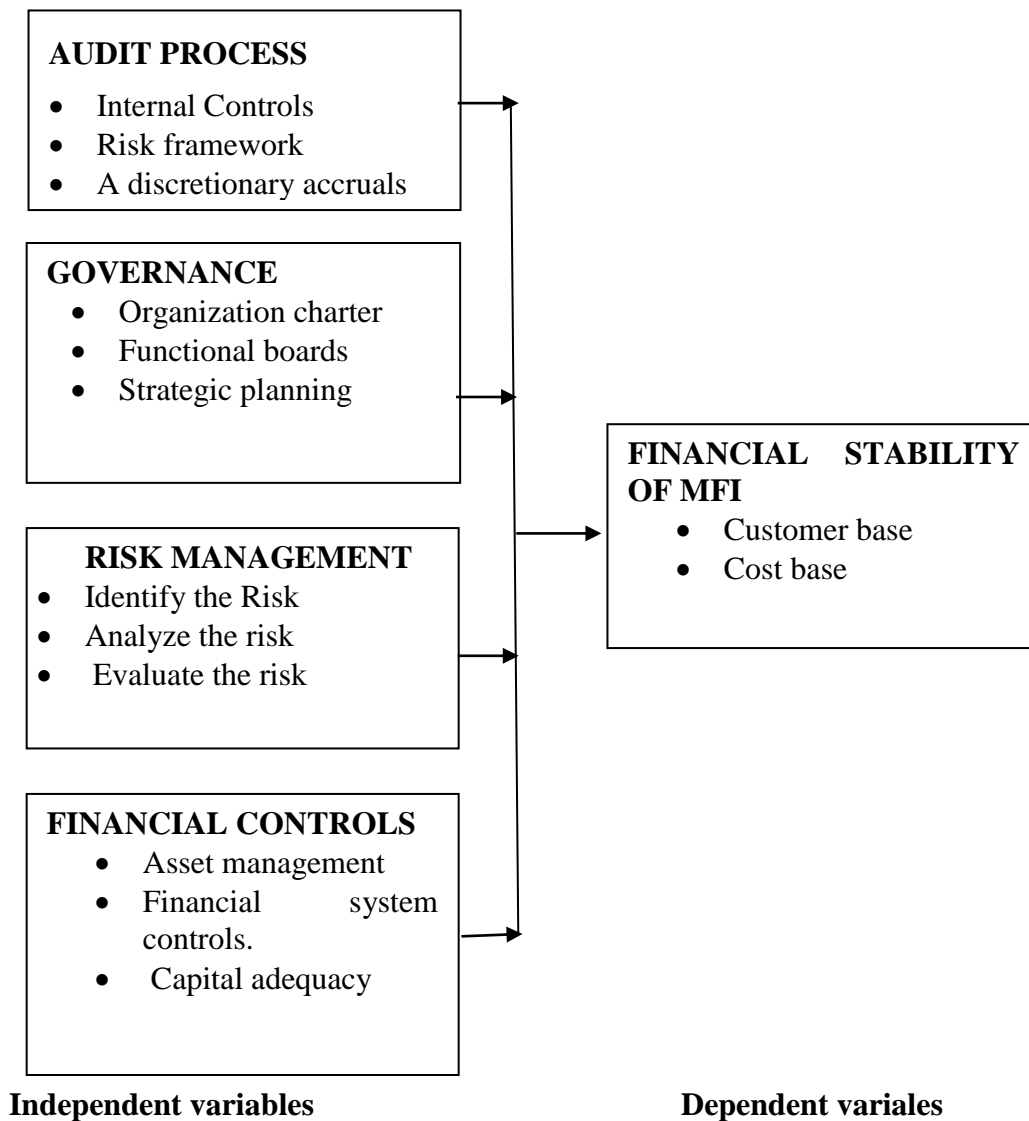 AUDIT PROCESS
• Internal Controls
• Risk framework
• A discretionary accruals
GOVERNANCE
• Organization charter
• Functional boards
• Strategic planning
RISK MANAGEMENT
• Identify the Risk
• Analyze the risk
• Evaluate the risk
FINANCIAL CONTROLS
• Asset management
• Financial system
controls.
• Capital adequacy
FINANCIAL STABILITY
OF MFI
• Customer base
• Cost base
Independent variables
Dependent variales